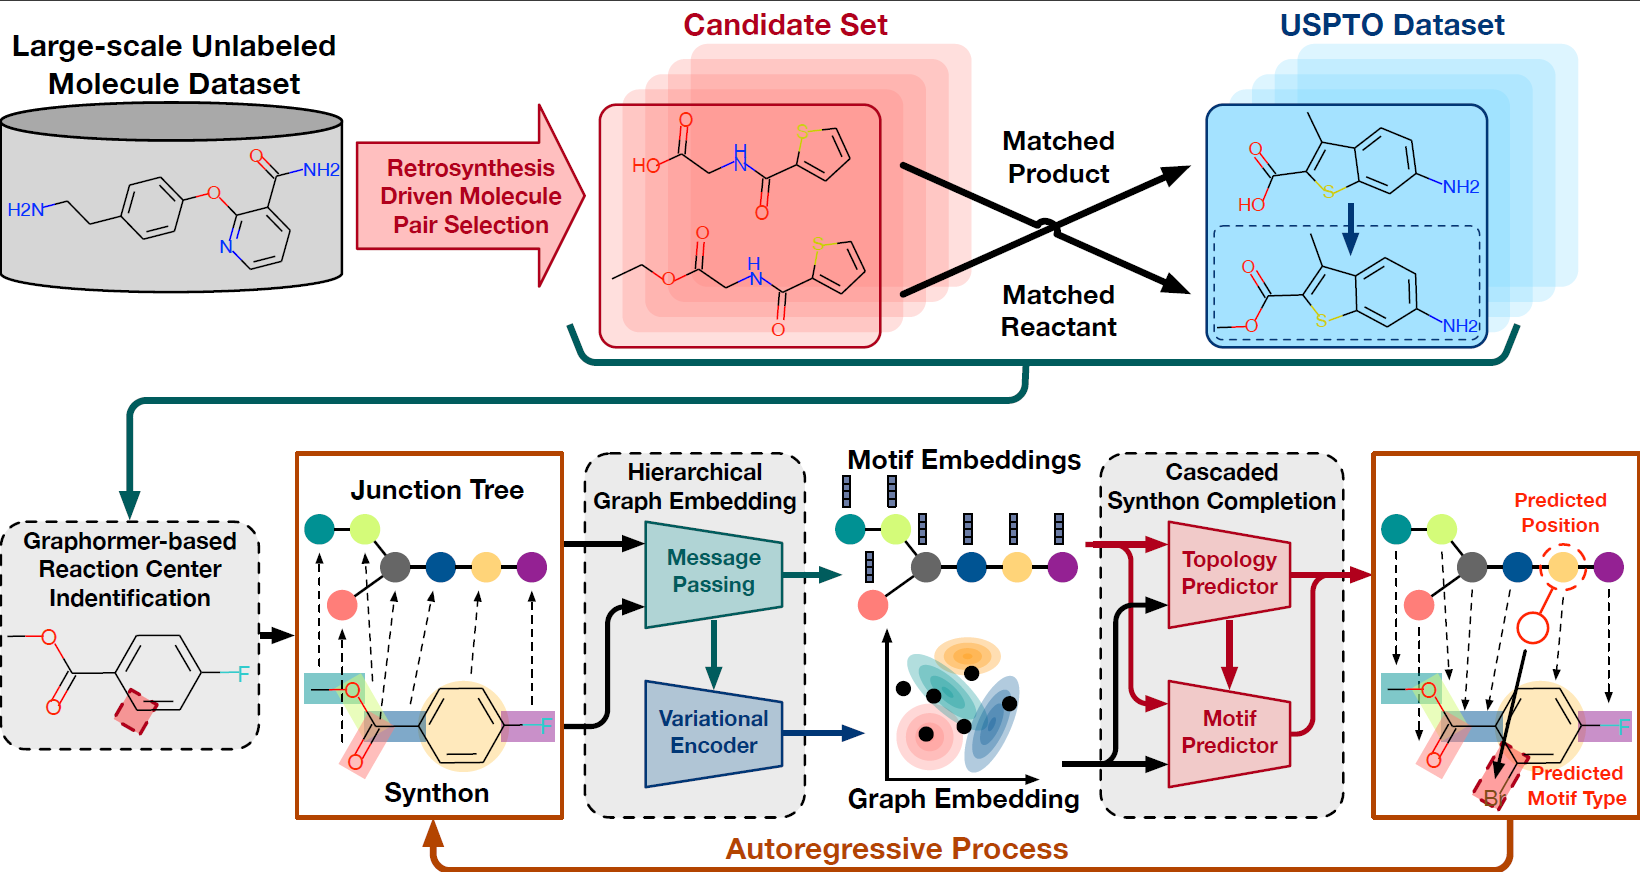 Large-scale Unlabeled
Molecule Dataset
H2N
O
N
O
NH2
Retrosynthesis
Driven Molecule
Pair Selection
Candidate Set
O
HO
H
N
O
S
O
O
H
N
O
S
Matched
Product
Matched
Reactant
USPTO Dataset
O
HO
S
NH2
O
O
S
NH2
Graphormer-based
Reaction Center
Indentification
O
O
F
Junction Tree
O
O
F
Synthon
Hierarchical
Graph Embedding
Message
Passing
Variational
Encoder
Motif Embeddings
Graph Embedding
Cascaded
Synthon Completion
Topology
Predictor
Motif
Predictor
Predicted
Position
O
O
F
Br
Predicted
Motif Type
Autoregressive Process